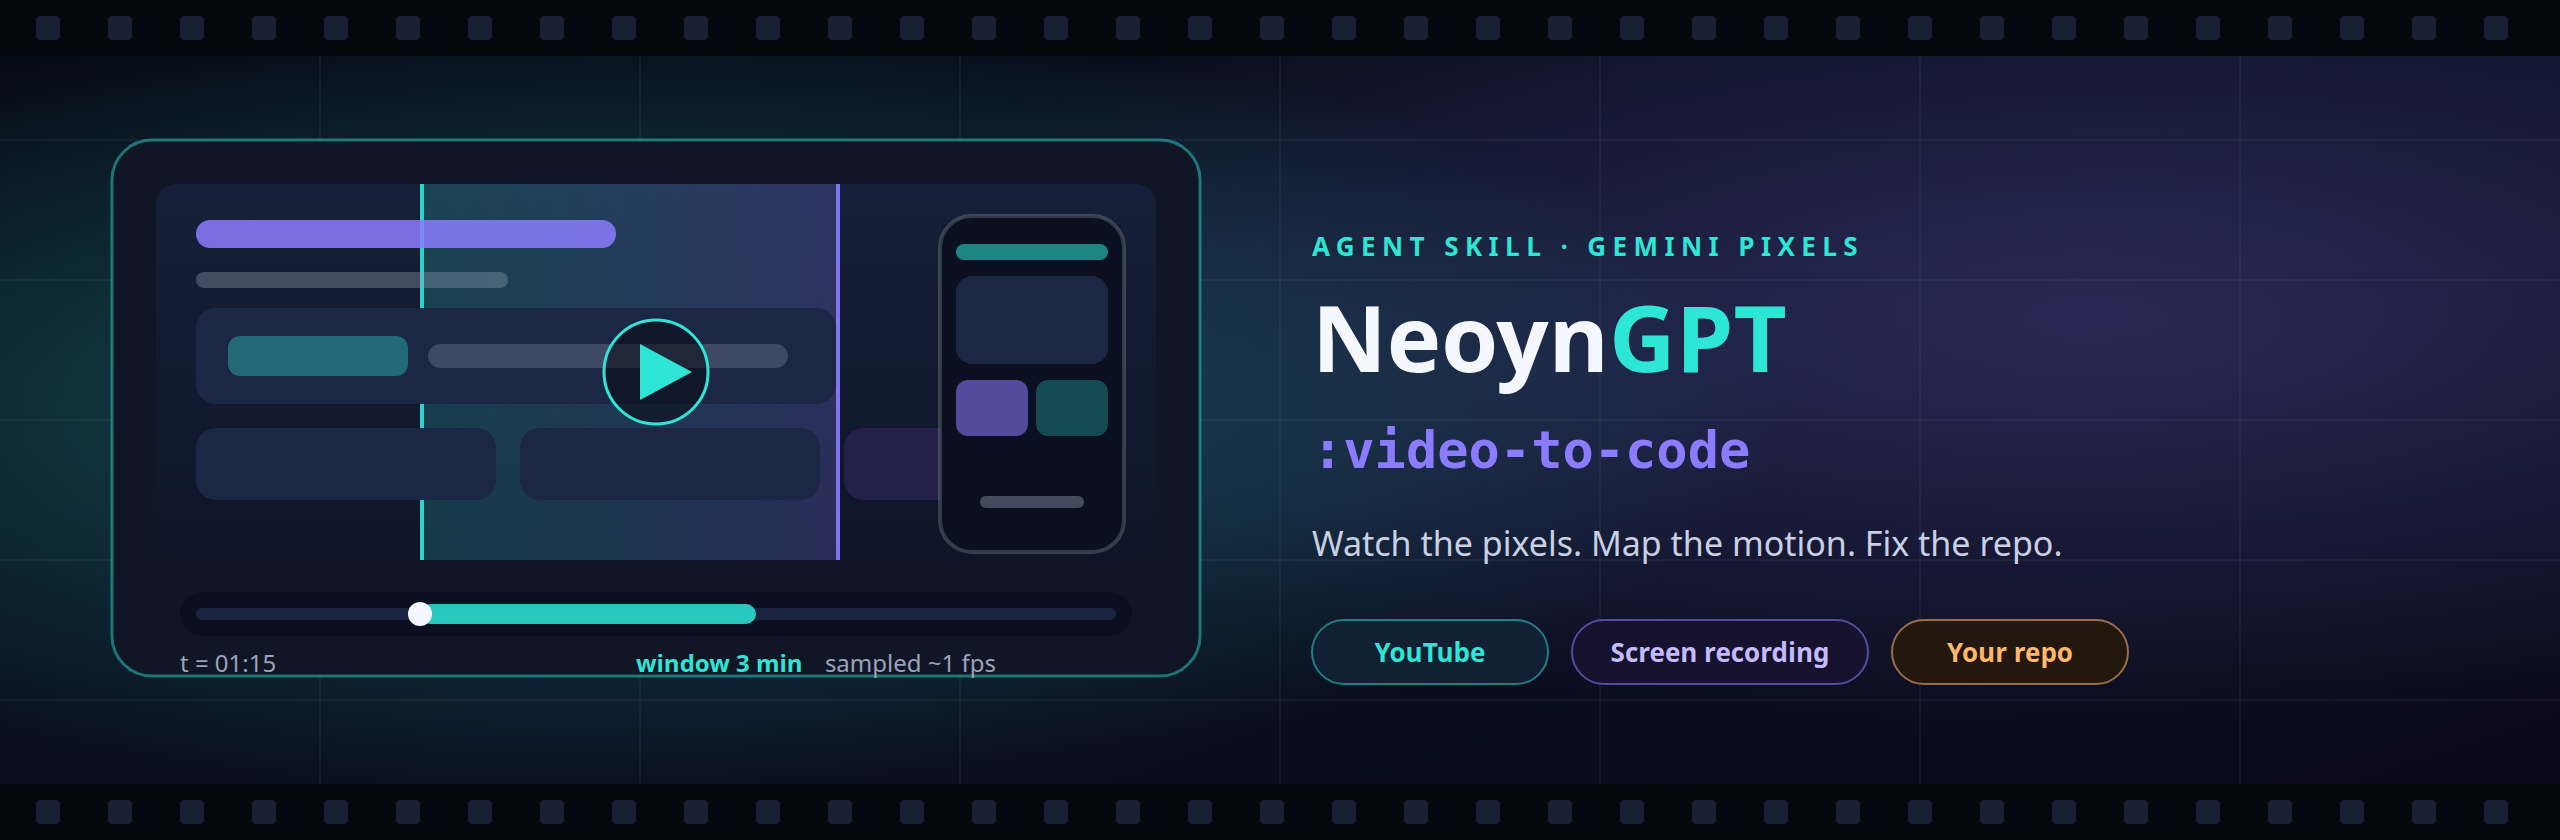 t = 01:15
window 3 min sampled ~1 fps
AGENT SKILL · GEMINI PIXELS
NeoynGPT
:video-to-code
Watch the pixels. Map the motion. Fix the repo.
YouTube
Screen recording
Your repo